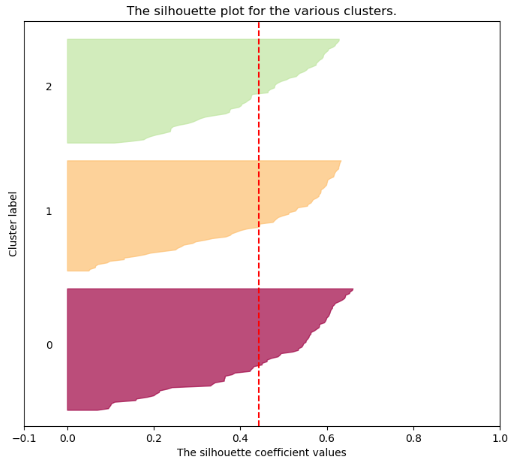 The silhouette plot for the various clusters.
2
1
0
Cluster label
−0.1 0.0 0.2 0.4 0.6 0.8 1.0
The silhouette coefficient values